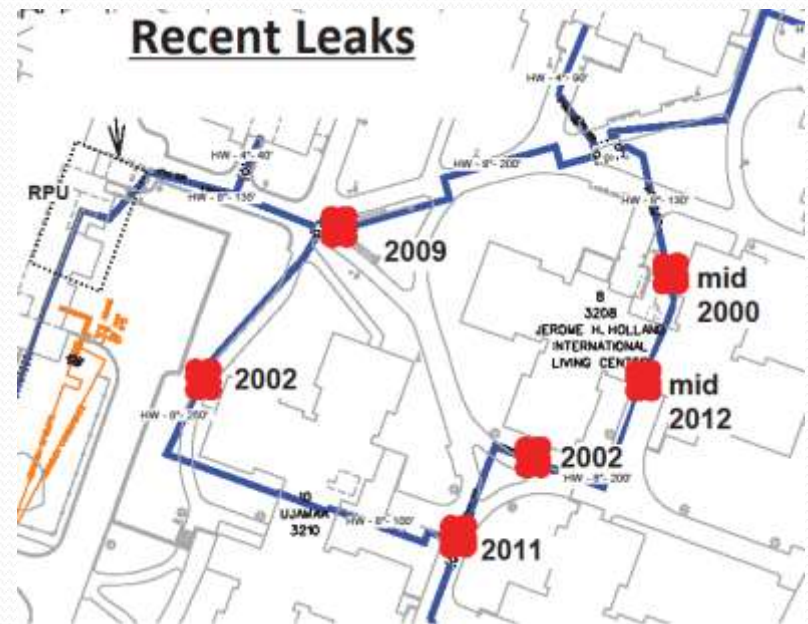 Recent Leaks
HW - 4"- 90'
HW - 4"- 40'
HW - 8"- 200'
RPU
HW - 8"- 135'
HW - 8"- 130'
2009
mid
2000
8
3208
JEROME H. HOLLAND
INTERNATIONAL
LIVING CENTER
2002
mid
2012
HW - 8"- 250'
2002
HW - 8"- 200'
10
UJAMAA
3210
HW - 8"- 100'
2011